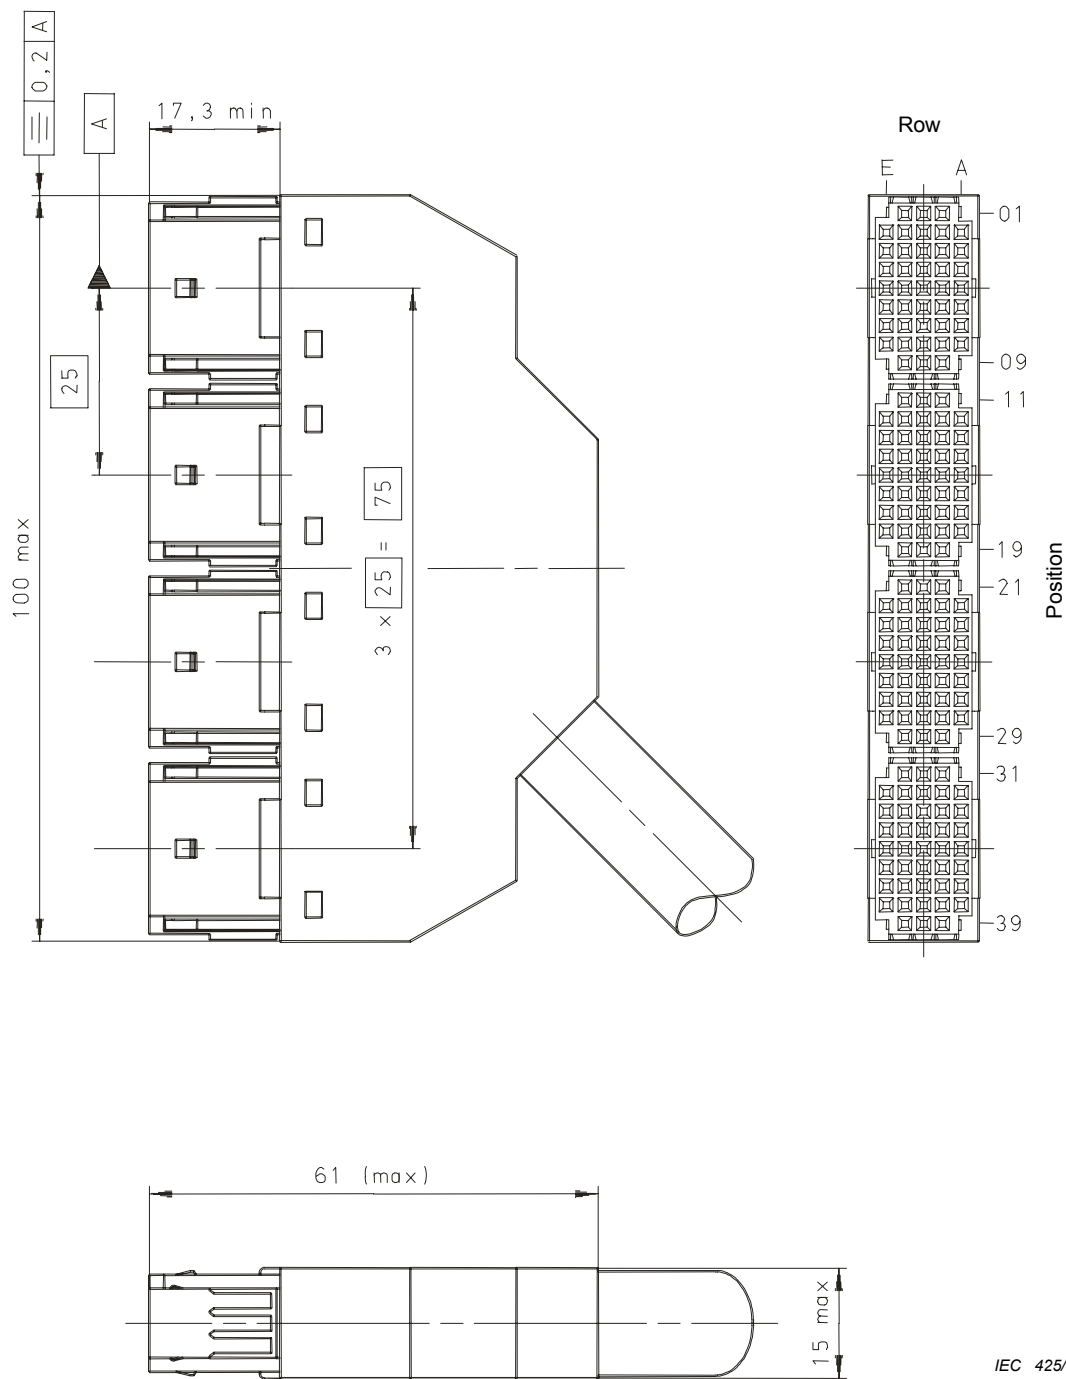 0,2 A
A
17,3 min
25
100 max
3 × 25 = 75
Row
E A
01
09
11
19
21
29
31
39
Position
61 (max)
15 max
IEC 425/